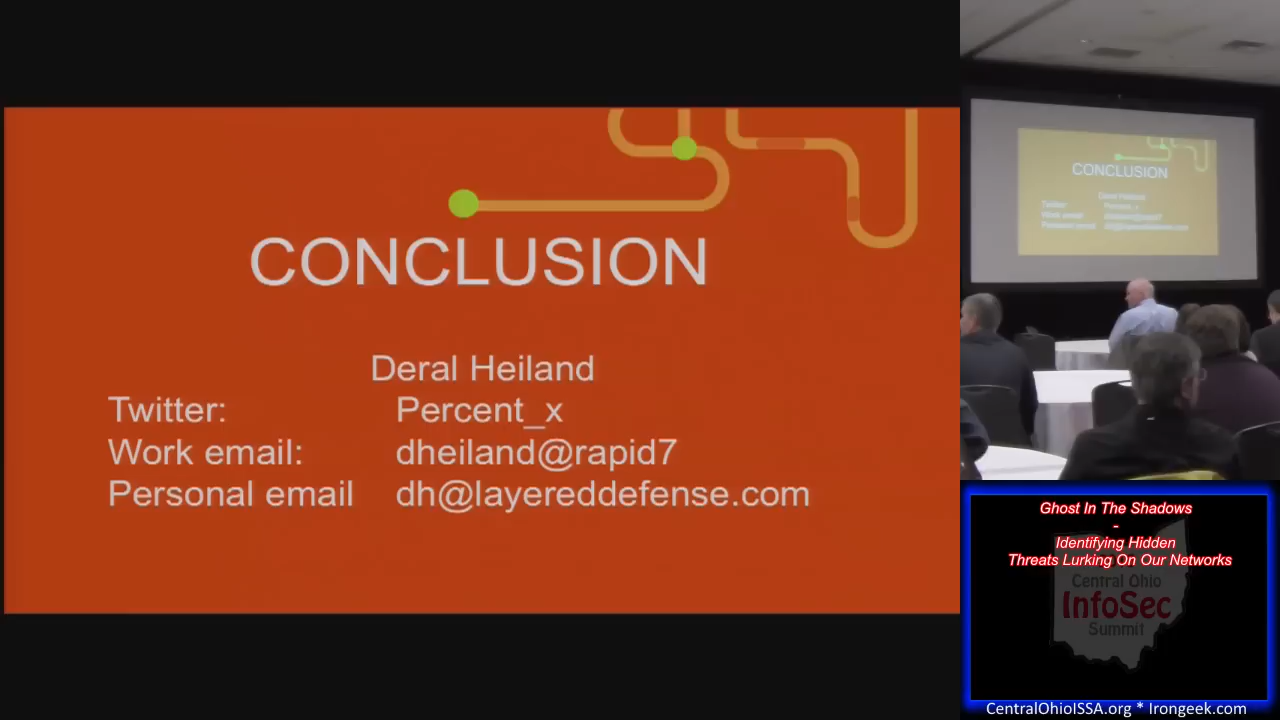 CONCLUSION
Deral Heiland
Twitter: Percent_x
Work email: dheiland@rapid7
Personal email dh@layereddefense.com
CONCLUSION
Ghost In The Shadows
-
Identifying Hidden
Threats Lurking On Our Networks
Central Ohio
InfoSec
Summit
CentralOhioISSA.org * Irongeek.com